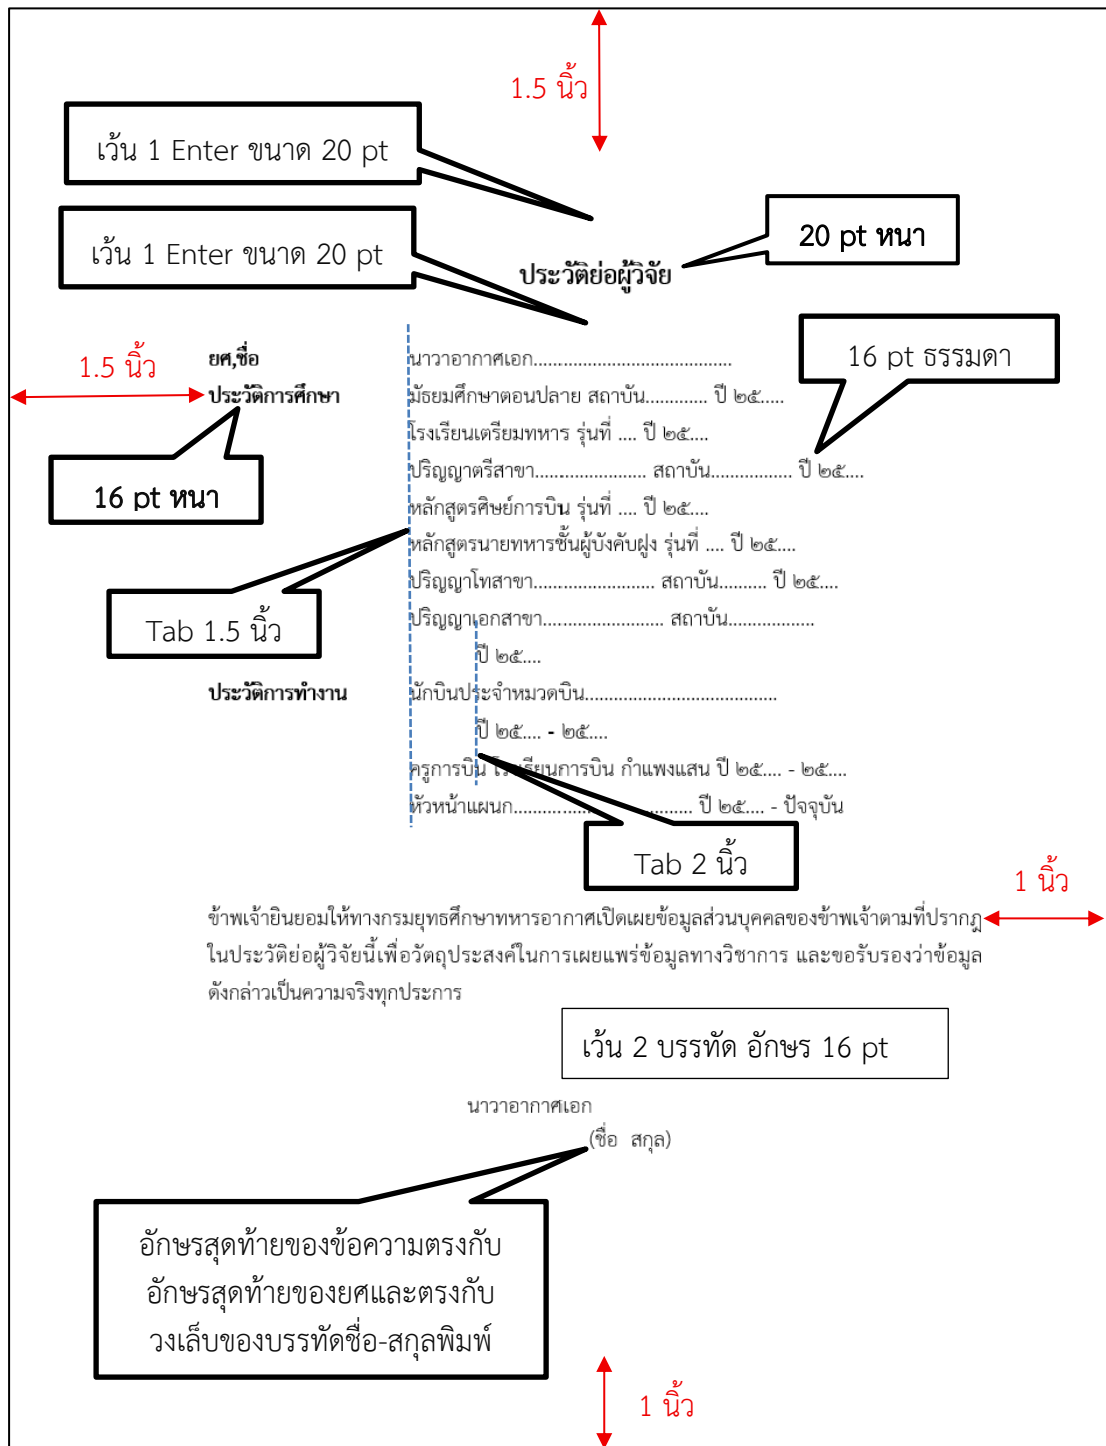 1.5 นิ้ว
เว้น 1 Enter ขนาด 20 pt
เว้น 1 Enter ขนาด 20 pt
20 pt หนา
ประวัติย่อผู้วิจัย
16 pt ธรรมดา
1.5 นิ้ว
ยศ,ชื่อ นาวาอากาศเอก.......................................
ประวัติการศึกษา มัธยมศึกษาตอนปลาย สถาบัน............ ปี ๒๕.....
โรงเรียนเตรียมทหาร รุ่นที่ .... ปี ๒๕....
ปริญญาตรีสาขา...................... สถาบัน................ ปี ๒๕....
16 pt หนา
หลักสูตรศิษย์การบิน รุ่นที่ .... ปี ๒๕....
หลักสูตรนายทหารชั้นผู้บังคับฝูง รุ่นที่ .... ปี ๒๕....
ปริญญาโทสาขา........................ สถาบัน.......... ปี ๒๕....
Tab 1.5 นิ้ว
ปริญญาเอกสาขา........................ สถาบัน.................
ปี ๒๕....
ประวัติการทำงาน นักบินประจำหมวดบิน......................................
ปี ๒๕.... - ๒๕....
ครูการบิน โรงเรียนการบิน กำแพงแสน ปี ๒๕.... - ๒๕....
หัวหน้าแผนก................................... ปี ๒๕.... - ปัจจุบัน
Tab 2 นิ้ว
1 นิ้ว
ข้าพเจ้ายินยอมให้ทางกรมยุทธศึกษาทหารอากาศเปิดเผยข้อมูลส่วนบุคคลของข้าพเจ้าตามที่ปรากฎ
ในประวัติย่อผู้วิจัยนี้เพื่อวัตถุประสงค์ในการเผยแพร่ข้อมูลทางวิชาการ และขอรับรองว่าข้อมูล
ดังกล่าวเป็นความจริงทุกประการ
เว้น 2 บรรทัด อักษร 16 pt
นาวาอากาศเอก
(ชื่อ สกุล)
อักษรสุดท้ายของข้อความตรงกับ
อักษรสุดท้ายของยศและตรงกับ
วงเล็บของบรรทัดชื่อ-สกุลพิมพ์
1 นิ้ว